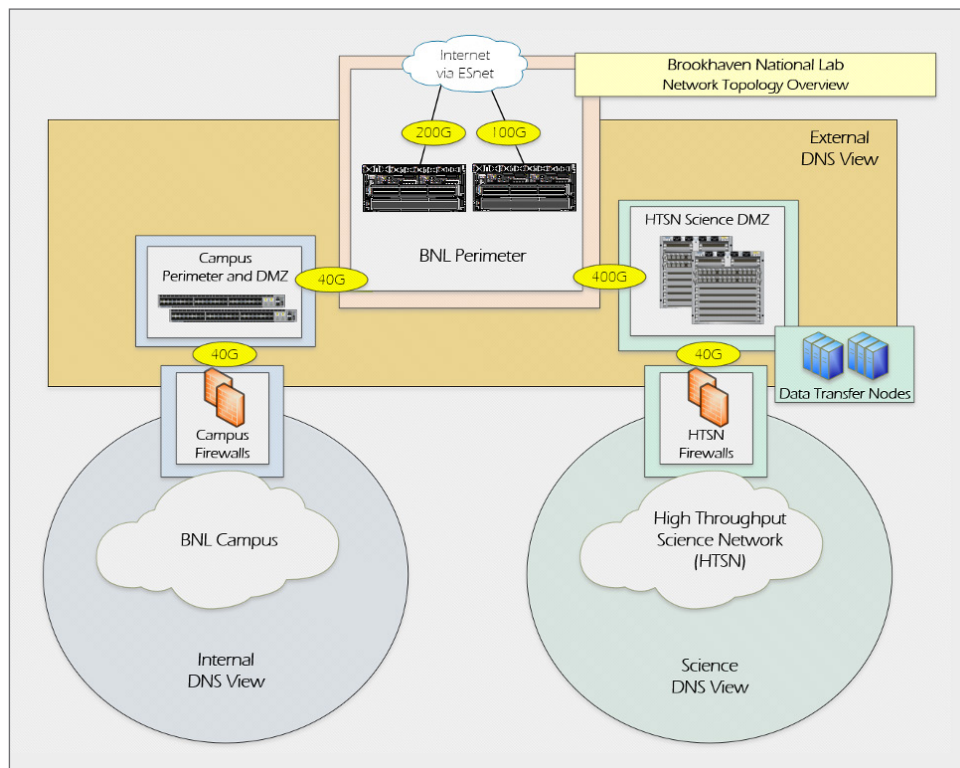 Internet
via ESnet
Brookhaven National Lab
Network Topology Overview
200G
100G
External
DNS View
BNL Perimeter
HTSN Science DMZ
Campus
Perimeter and DMZ
40G
400G
40G
40G
Data Transfer Nodes
Campus
Firewalls
HTSN
Firewalls
BNL Campus
High Throughput
Science Network
(HTSN)
Internal
DNS View
Science
DNS View